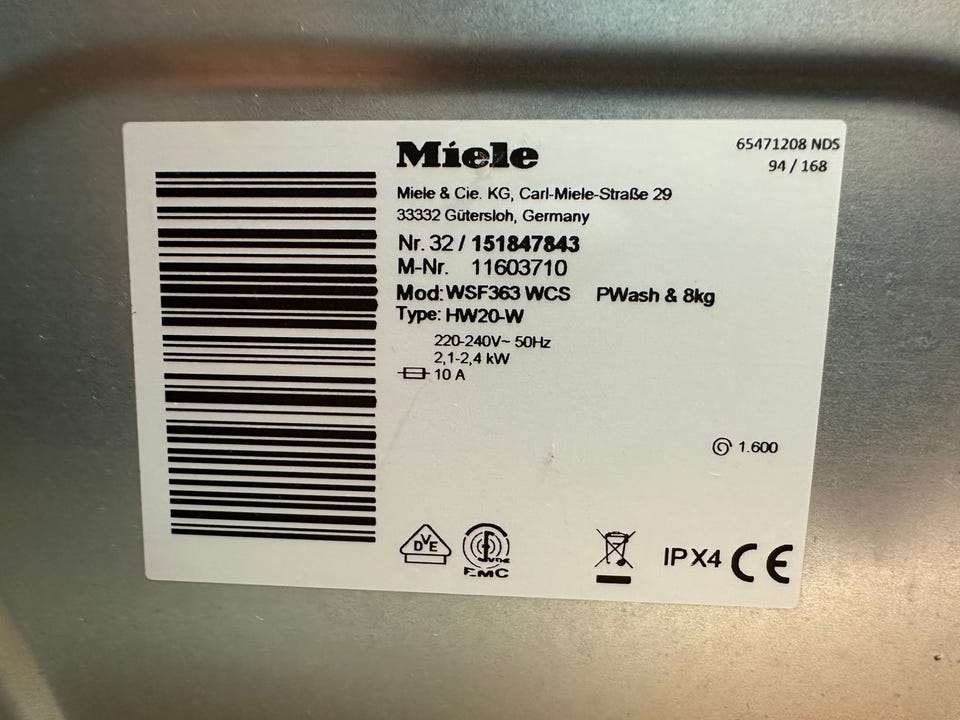 Miele
65471208 NDS
94 / 168
Miele & Cie. KG, Carl-Miele-Straße 29
33332 Gütersloh, Germany
Nr. 32 / 151847843
M-Nr. 11603710
Mod: WSF363 WCS PWash & 8kg
Type: HW20-W
220-240V~ 50Hz
2,1-2,4 kW
10 A
1.600
DVE
VDE
EMC
IPX4 CE